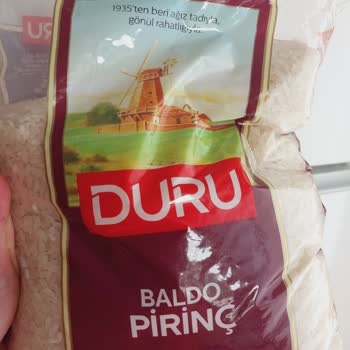 1935'ten beri ağız tadıyla,
gönül rahatlığıyla.
DURU
BALDO
PİRİNÇ